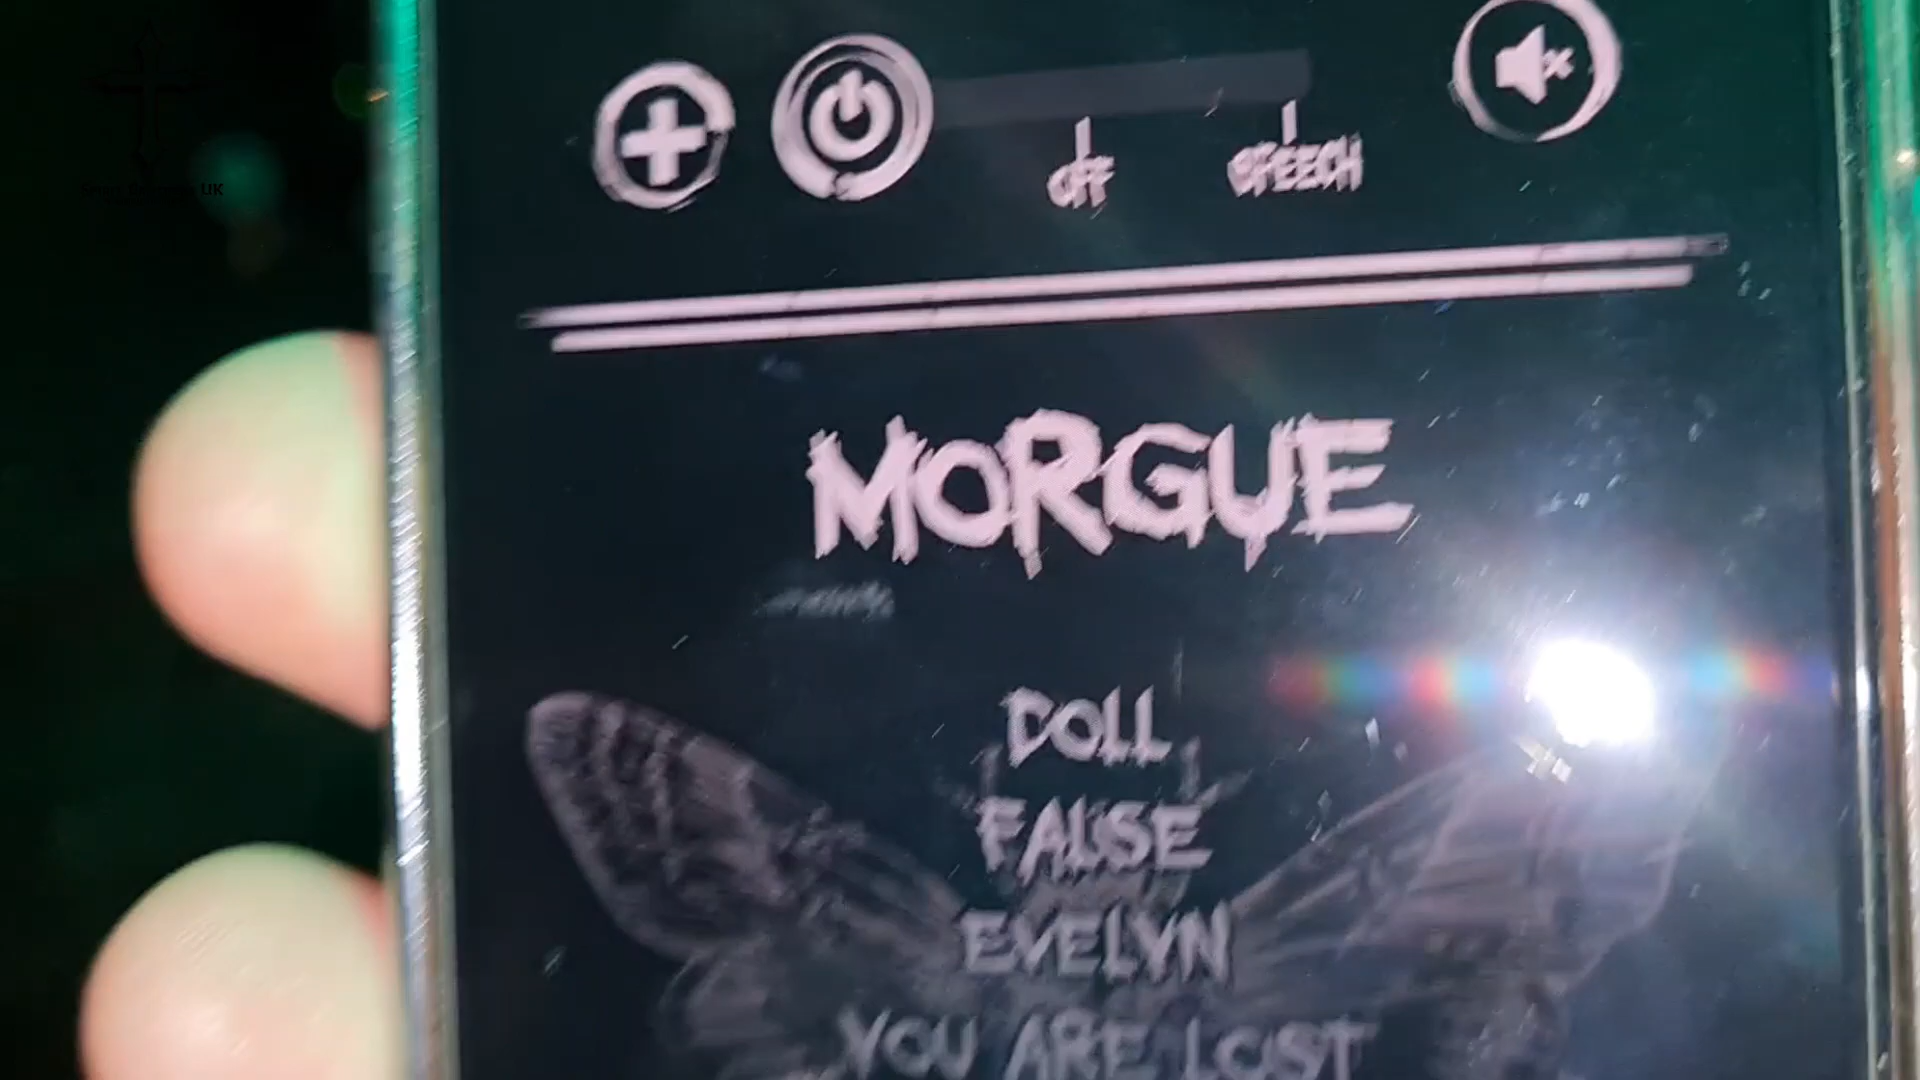 OFF
SPEECH
MORGUE
DOLL
FALSE
EVELYN
YOU ARE LOST